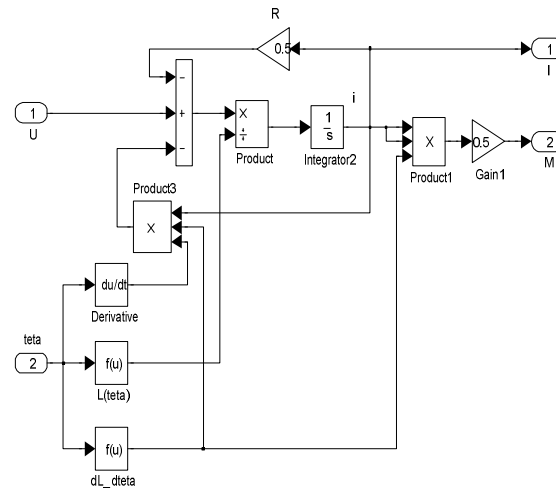 R
0.5
1
I
i
1
U
−
+
−
X
÷
Product
1
s
Integrator2
X
Product1
0.5
Gain1
2
M
Product3
X
du/dt
Derivative
teta
2
f(u)
L(teta)
f(u)
dL_dteta